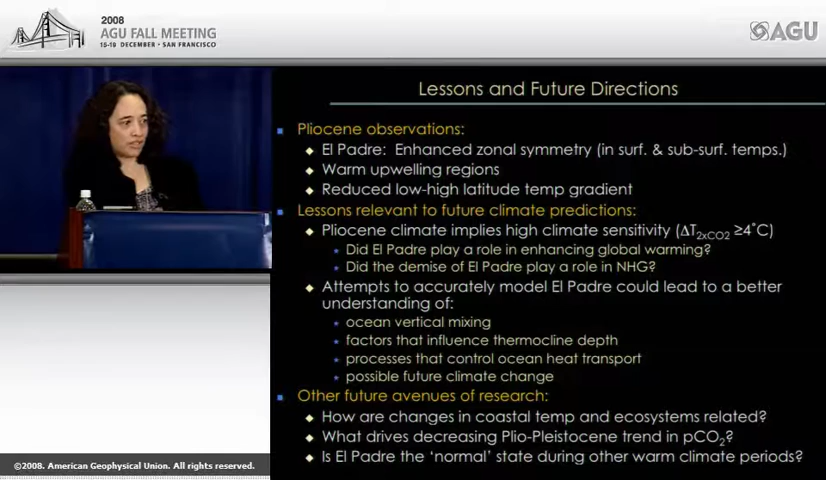 2008
AGU FALL MEETING
15-19 DECEMBER - SAN FRANCISCO
AGU
Lessons and Future Directions
Pliocene observations:
El Padre: Enhanced zonal symmetry (in surf. & sub-surf. temps.)
Warm upwelling regions
Reduced low-high latitude temp gradient
Lessons relevant to future climate predictions:
Pliocene climate implies high climate sensitivity (ΔT2xCO2 ≥4˚C)
Did El Padre play a role in enhancing global warming?
Did the demise of El Padre play a role in NHG?
Attempts to accurately model El Padre could lead to a better
understanding of:
ocean vertical mixing
factors that influence thermocline depth
processes that control ocean heat transport
possible future climate change
Other future avenues of research:
How are changes in coastal temp and ecosystems related?
What drives decreasing Plio-Pleistocene trend in pCO2?
Is El Padre the 'normal' state during other warm climate periods?
©2008. American Geophysical Union. All rights reserved.